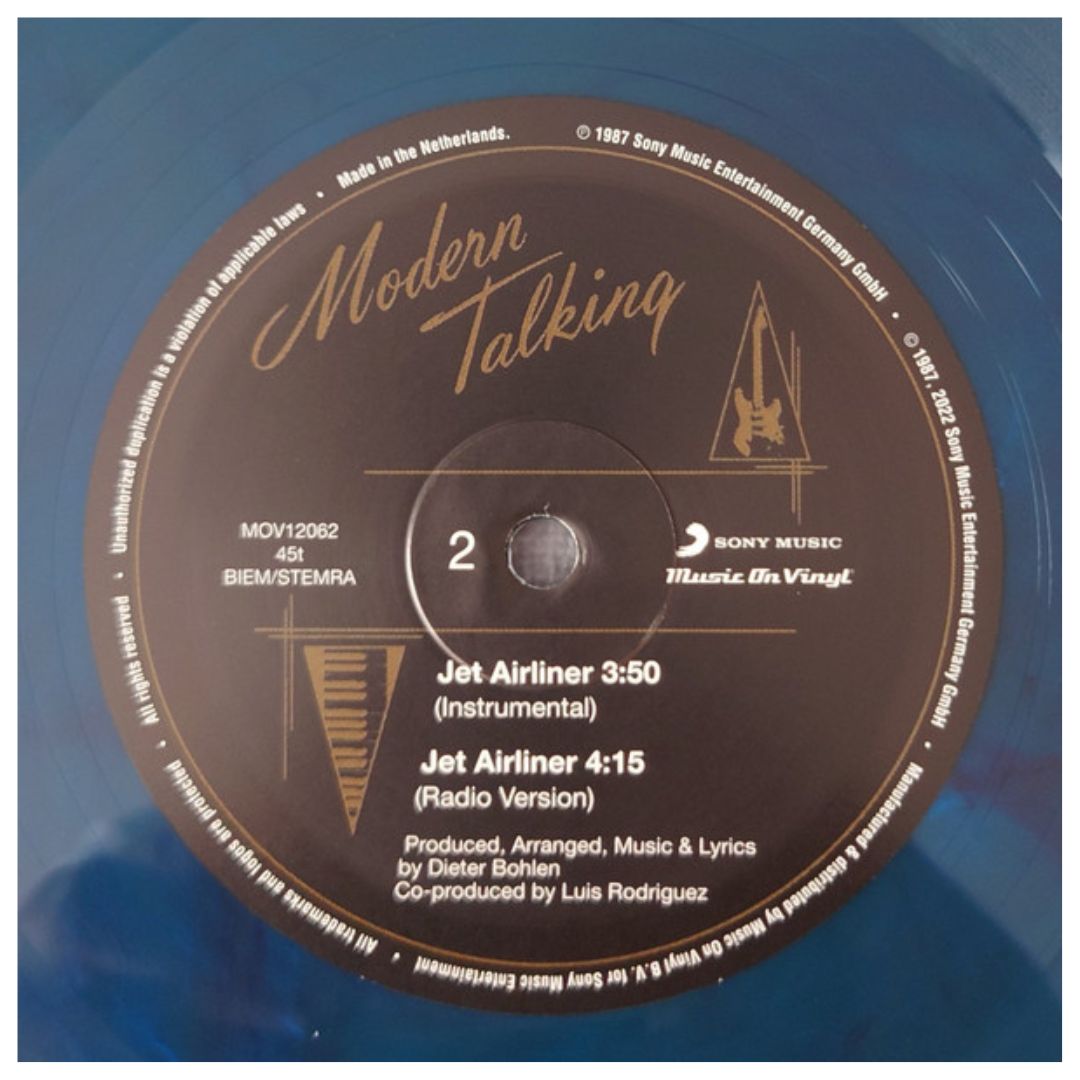 Modern
Talking
MOV12062
45t
BIEM/STEMRA
2
SONY MUSIC
Music On Vinyl
Jet Airliner 3:50
(Instrumental)
Jet Airliner 4:15
(Radio Version)
Produced, Arranged, Music & Lyrics
by Dieter Bohlen
Co-produced by Luis Rodriguez
℗ 1987 Sony Music Entertainment Germany GmbH • © 1987, 2022 Sony Music Entertainment Germany GmbH • Manufactured & distributed by Music On Vinyl B.V. for Sony Music Entertainment • All trademarks and logos are protected • All rights reserved • Unauthorized duplication is a violation of applicable laws • Made in the Netherlands.